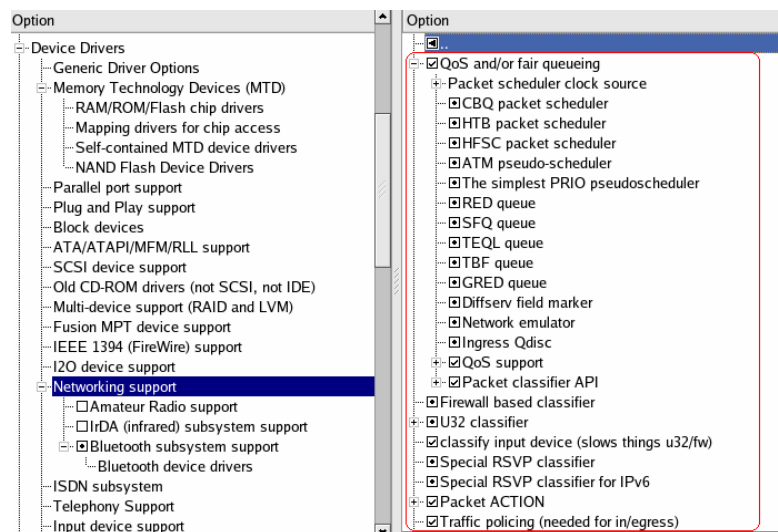 Option
Device Drivers
Generic Driver Options
Memory Technology Devices (MTD)
RAM/ROM/Flash chip drivers
Mapping drivers for chip access
Self-contained MTD device drivers
NAND Flash Device Drivers
Parallel port support
Plug and Play support
Block devices
ATA/ATAPI/MFM/RLL support
SCSI device support
Old CD-ROM drivers (not SCSI, not IDE)
Multi-device support (RAID and LVM)
Fusion MPT device support
IEEE 1394 (FireWire) support
I2O device support
Networking support
Amateur Radio support
IrDA (infrared) subsystem support
Bluetooth subsystem support
Bluetooth device drivers
ISDN subsystem
Telephony Support
Input device support
Option
..
QoS and/or fair queueing
Packet scheduler clock source
CBQ packet scheduler
HTB packet scheduler
HFSC packet scheduler
ATM pseudo-scheduler
The simplest PRIO pseudoscheduler
RED queue
SFQ queue
TEQL queue
TBF queue
GRED queue
Diffserv field marker
Network emulator
Ingress Qdisc
QoS support
Packet classifier API
Firewall based classifier
U32 classifier
classify input device (slows things u32/fw)
Special RSVP classifier
Special RSVP classifier for IPv6
Packet ACTION
Traffic policing (needed for in/egress)